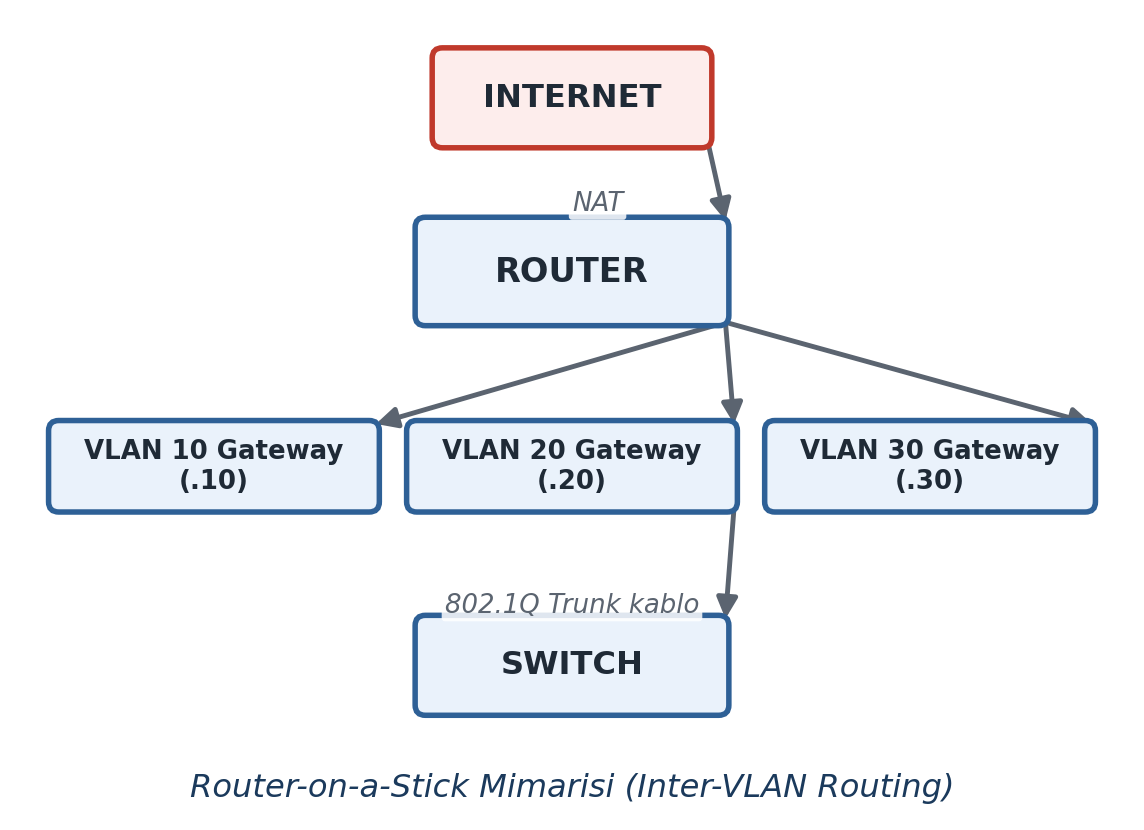 INTERNET
NAT
ROUTER
VLAN 10 Gateway
(.10)
VLAN 20 Gateway
(.20)
VLAN 30 Gateway
(.30)
802.1Q Trunk kablo
SWITCH
Router-on-a-Stick Mimarisi (Inter-VLAN Routing)